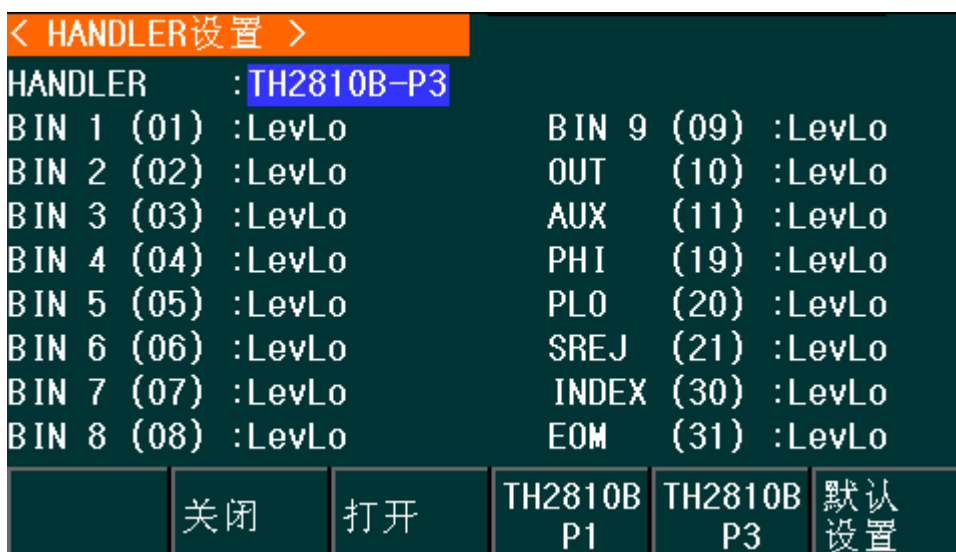 < HANDLER设置 >
HANDLER :TH2810B-P3
BIN 1 (01) :LevLo BIN 9 (09) :LevLo
BIN 2 (02) :LevLo OUT (10) :LevLo
BIN 3 (03) :LevLo AUX (11) :LevLo
BIN 4 (04) :LevLo PHI (19) :LevLo
BIN 5 (05) :LevLo PLO (20) :LevLo
BIN 6 (06) :LevLo SREJ (21) :LevLo
BIN 7 (07) :LevLo INDEX (30) :LevLo
BIN 8 (08) :LevLo EOM (31) :LevLo
关闭 打开 TH2810B TH2810B 默认
P1 P3 设置